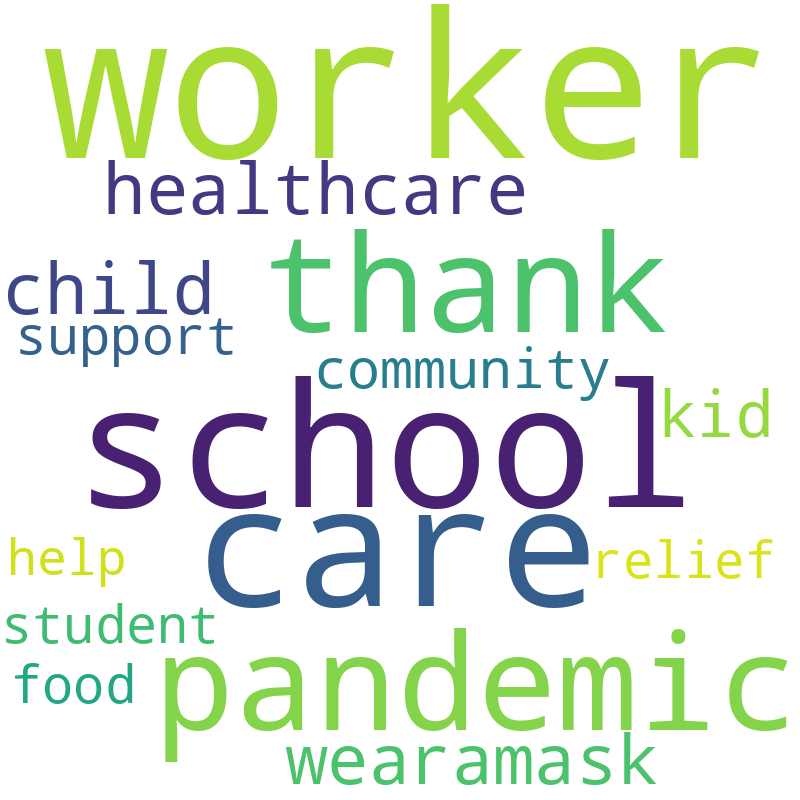 worker
healthcare
thank
child
support
community
school
kid
care
help
relief
student
food
pandemic
wearamask